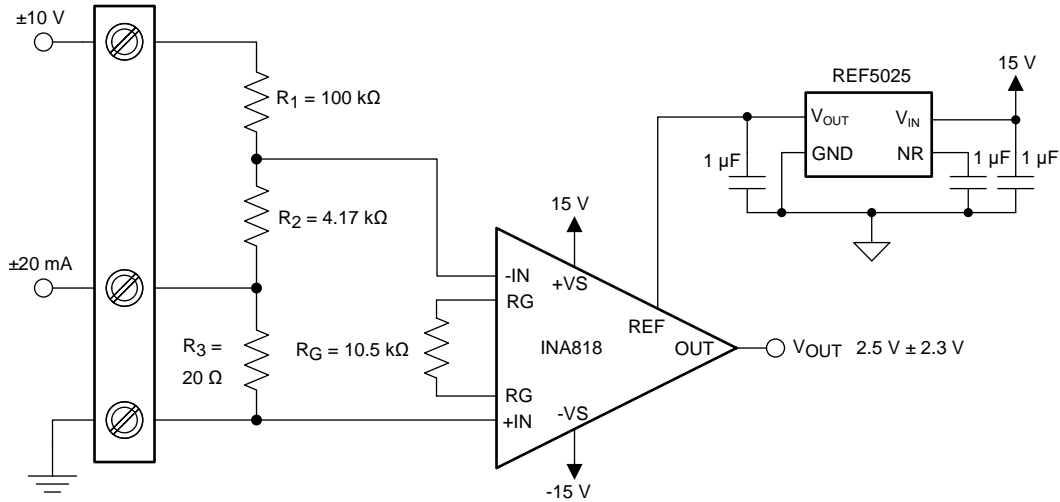 ±10 V
R1 = 100 kΩ
R2 = 4.17 kΩ
±20 mA
R3 =
20 Ω
RG = 10.5 kΩ
-IN
RG
RG
+IN
15 V
+VS
REF
INA818
OUT
-VS
-15 V
VOUT 2.5 V ± 2.3 V
REF5025
VOUT
VIN
GND
NR
15 V
1 µF
1 µF
1 µF